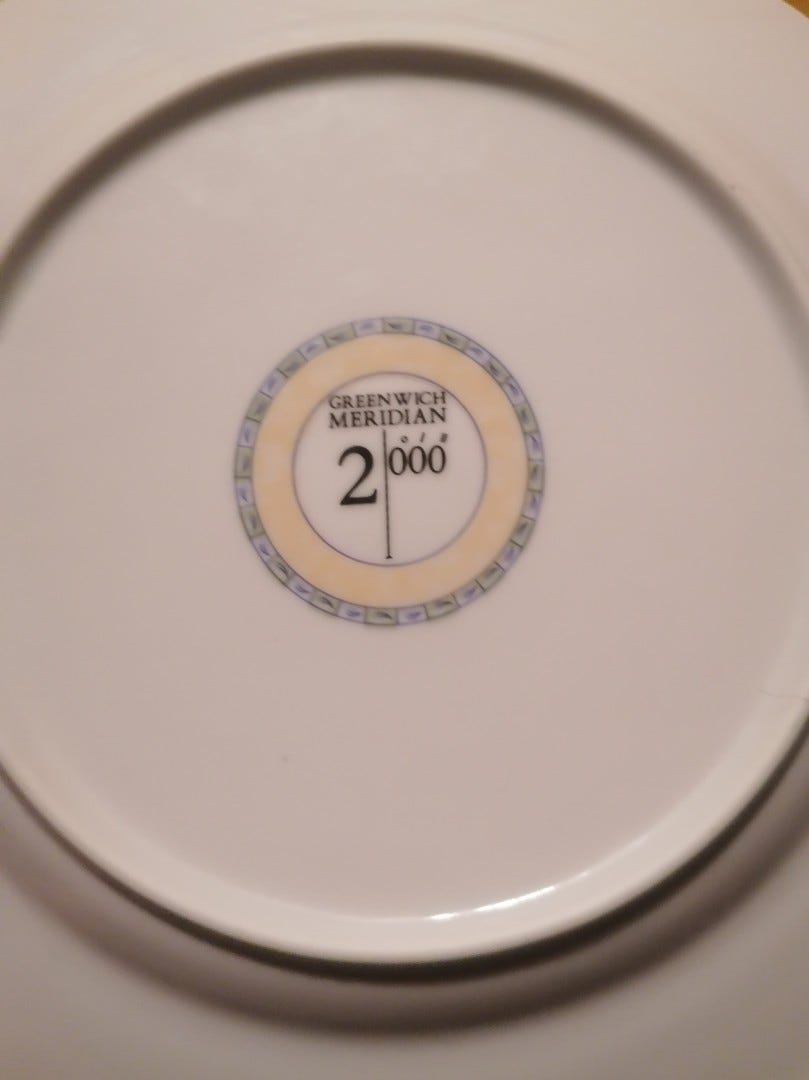 GREENWICH
MERIDIAN
2000
° ' "